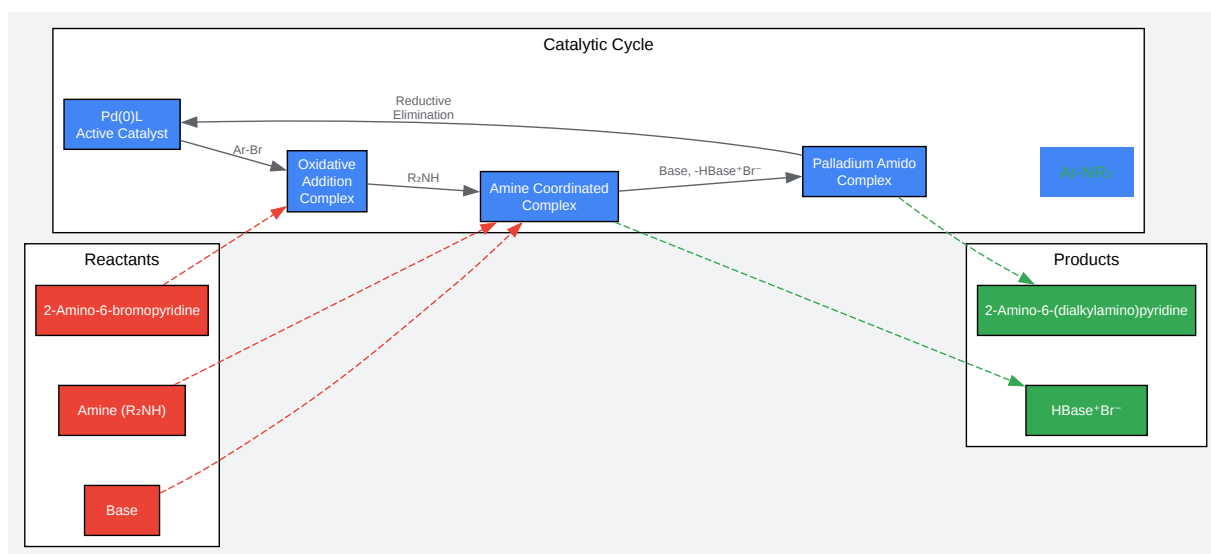 Catalytic Cycle
Reductive
Elimination
Pd(0)L
Active Catalyst
Ar-Br
Oxidative
Addition
Complex
R₂NH
Amine Coordinated
Complex
Base, -HBase⁺Br⁻
Palladium Amido
Complex
Ar-NR₂
Reactants
2-Amino-6-bromopyridine
Amine (R₂NH)
Base
Products
2-Amino-6-(dialkylamino)pyridine
HBase⁺Br⁻